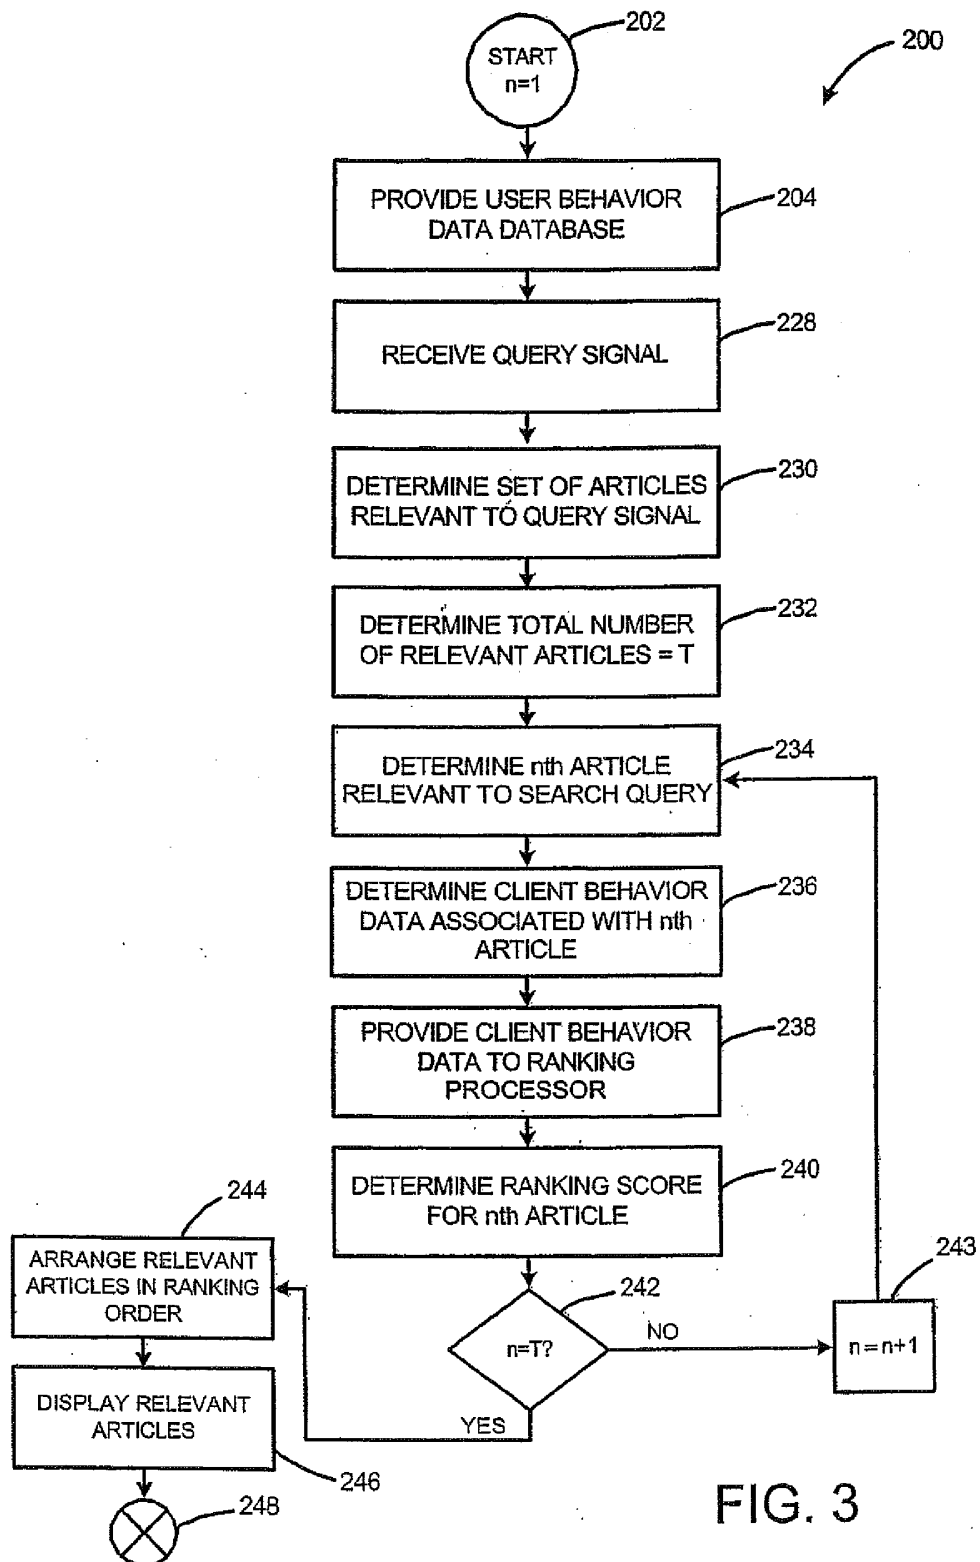 202
200
START
n=1
PROVIDE USER BEHAVIOR
DATA DATABASE
204
228
RECEIVE QUERY SIGNAL
230
DETERMINE SET OF ARTICLES
RELEVANT TO QUERY SIGNAL
232
DETERMINE TOTAL NUMBER
OF RELEVANT ARTICLES = T
234
DETERMINE nth ARTICLE
RELEVANT TO SEARCH QUERY
236
DETERMINE CLIENT BEHAVIOR
DATA ASSOCIATED WITH nth
ARTICLE
238
PROVIDE CLIENT BEHAVIOR
DATA TO RANKING
PROCESSOR
240
DETERMINE RANKING SCORE
FOR nth ARTICLE
244
ARRANGE RELEVANT
ARTICLES IN RANKING
ORDER
242
n=T?
NO
243
n=n+1
YES
DISPLAY RELEVANT
ARTICLES
246
248
FIG. 3